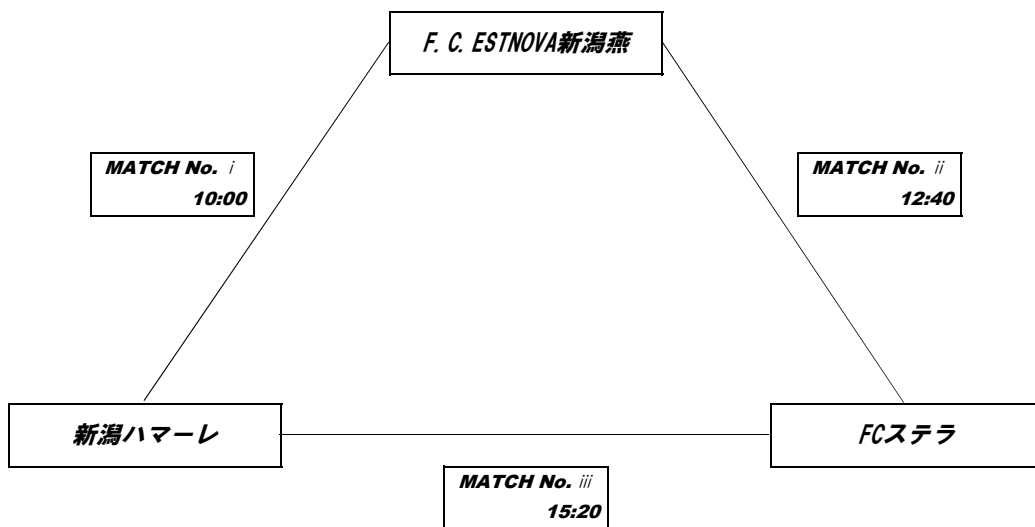 F. C. ESTNOVA新潟燕
MATCH No. ⅰ
10:00
MATCH No. ⅱ
12:40
新潟ハマーレ
FCステラ
MATCH No. ⅲ
15:20